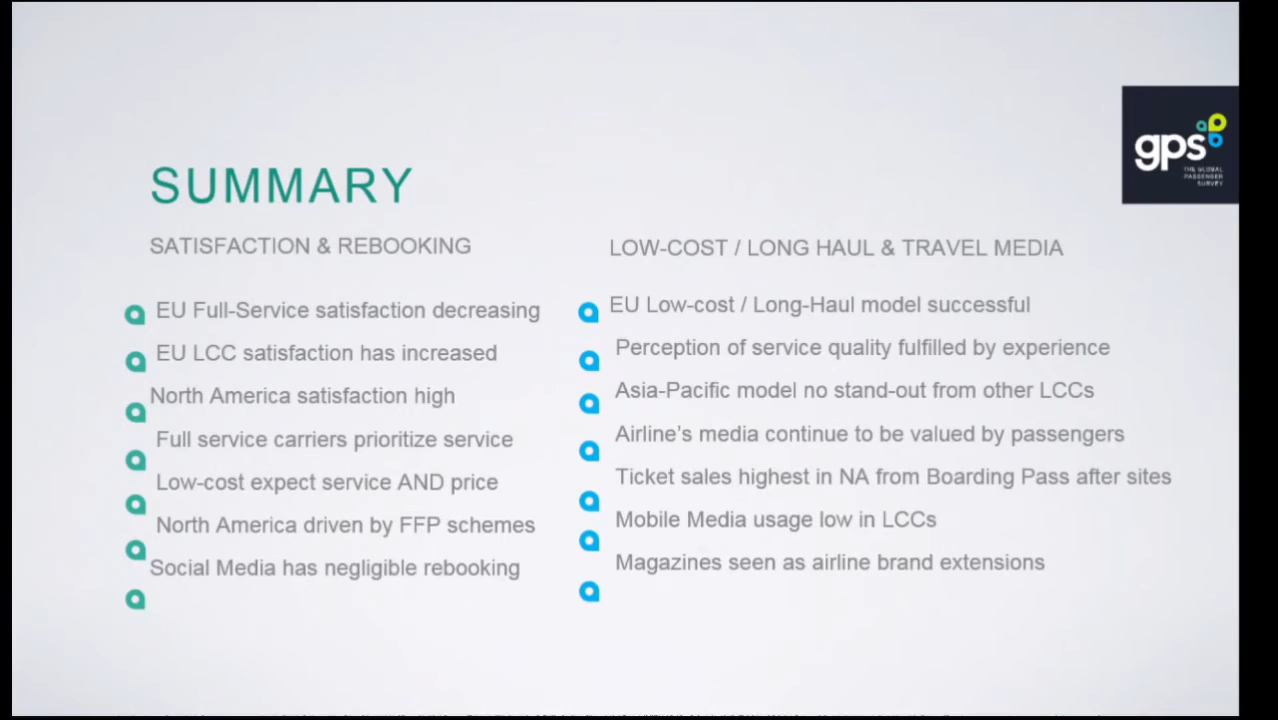 gps
THE GLOBAL
PASSENGER
SURVEY
SUMMARY
SATISFACTION & REBOOKING
EU Full-Service satisfaction decreasing
EU LCC satisfaction has increased
North America satisfaction high
Full service carriers prioritize service
Low-cost expect service AND price
North America driven by FFP schemes
Social Media has negligible rebooking
LOW-COST / LONG HAUL & TRAVEL MEDIA
EU Low-cost / Long-Haul model successful
Perception of service quality fulfilled by experience
Asia-Pacific model no stand-out from other LCCs
Airline's media continue to be valued by passengers
Ticket sales highest in NA from Boarding Pass after sites
Mobile Media usage low in LCCs
Magazines seen as airline brand extensions